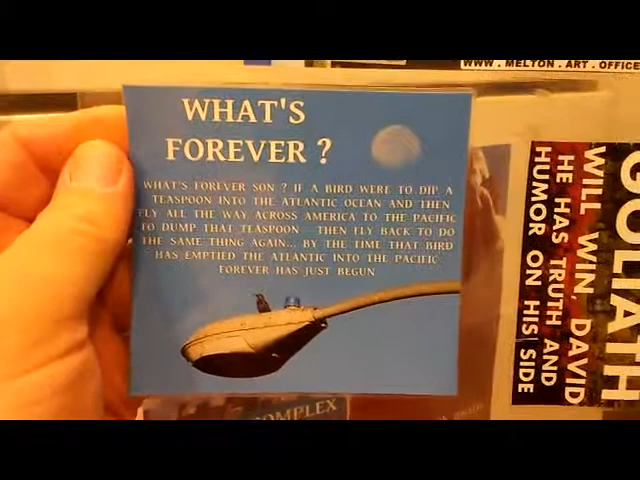 WWW.MELTON.ART.OFFICE
WHAT'S
FOREVER ?
WHAT'S FOREVER SON ? IF A BIRD WERE TO DIP A
TEASPOON INTO THE ATLANTIC OCEAN AND THEN
FLY ALL THE WAY ACROSS AMERICA TO THE PACIFIC
TO DUMP THAT TEASPOON THEN FLY BACK TO DO
THE SAME THING AGAIN... BY THE TIME THAT BIRD
HAS EMPTIED THE ATLANTIC INTO THE PACIFIC
FOREVER HAS JUST BEGUN
COMPLEX
GOLIATH
WILL WIN, DAVID
HE HAS TRUTH AND
HUMOR ON HIS SIDE